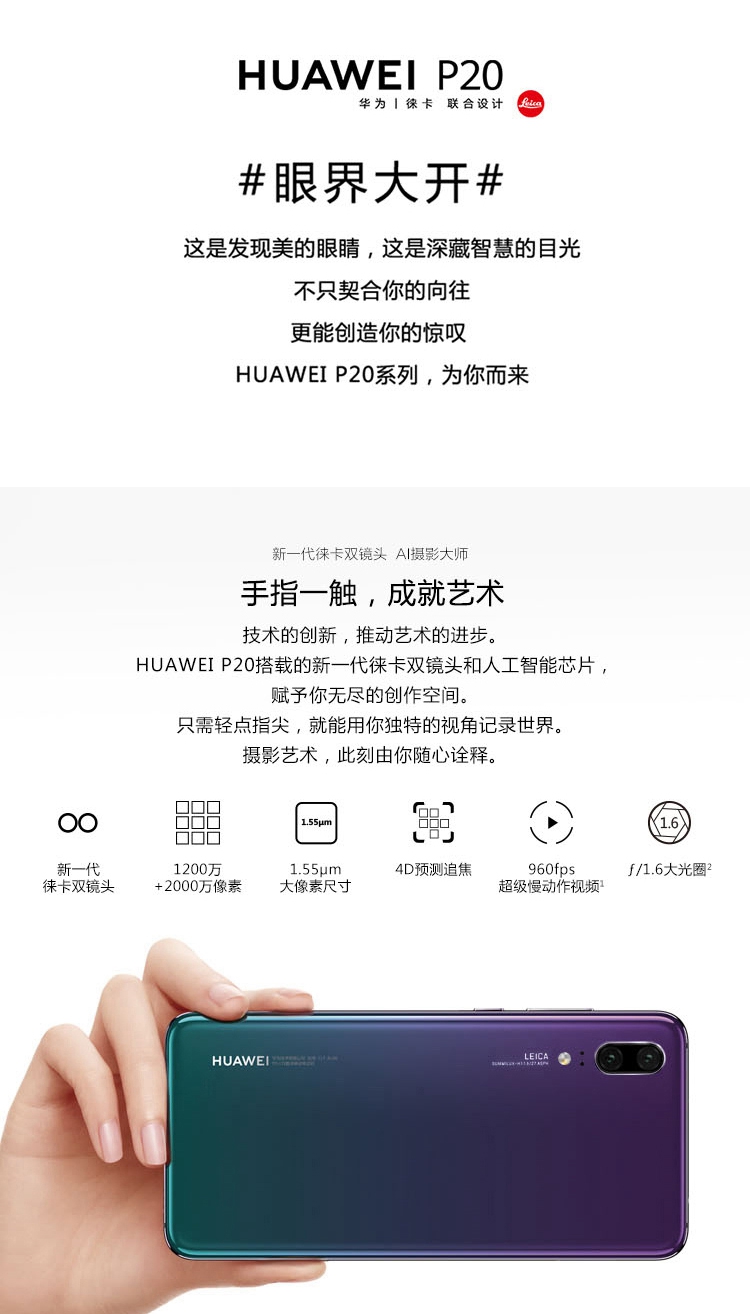 HUAWEI P20
华为 | 徕卡 联合设计
Leica
#眼界大开#
这是发现美的眼睛，这是深藏智慧的目光
不只契合你的向往
更能创造你的惊叹
HUAWEI P20系列，为你而来
新一代徕卡双镜头 AI摄影大师
手指一触，成就艺术
技术的创新，推动艺术的进步。
HUAWEI P20搭载的新一代徕卡双镜头和人工智能芯片，
赋予你无尽的创作空间。
只需轻点指尖，就能用你独特的视角记录世界。
摄影艺术，此刻由你随心诠释。
1.55μm
1.6
新一代
徕卡双镜头
1200万
+2000万像素
1.55μm
大像素尺寸
4D预测追焦
960fps
超级慢动作视频¹
ƒ/1.6大光圈²
HUAWEI
LEICA